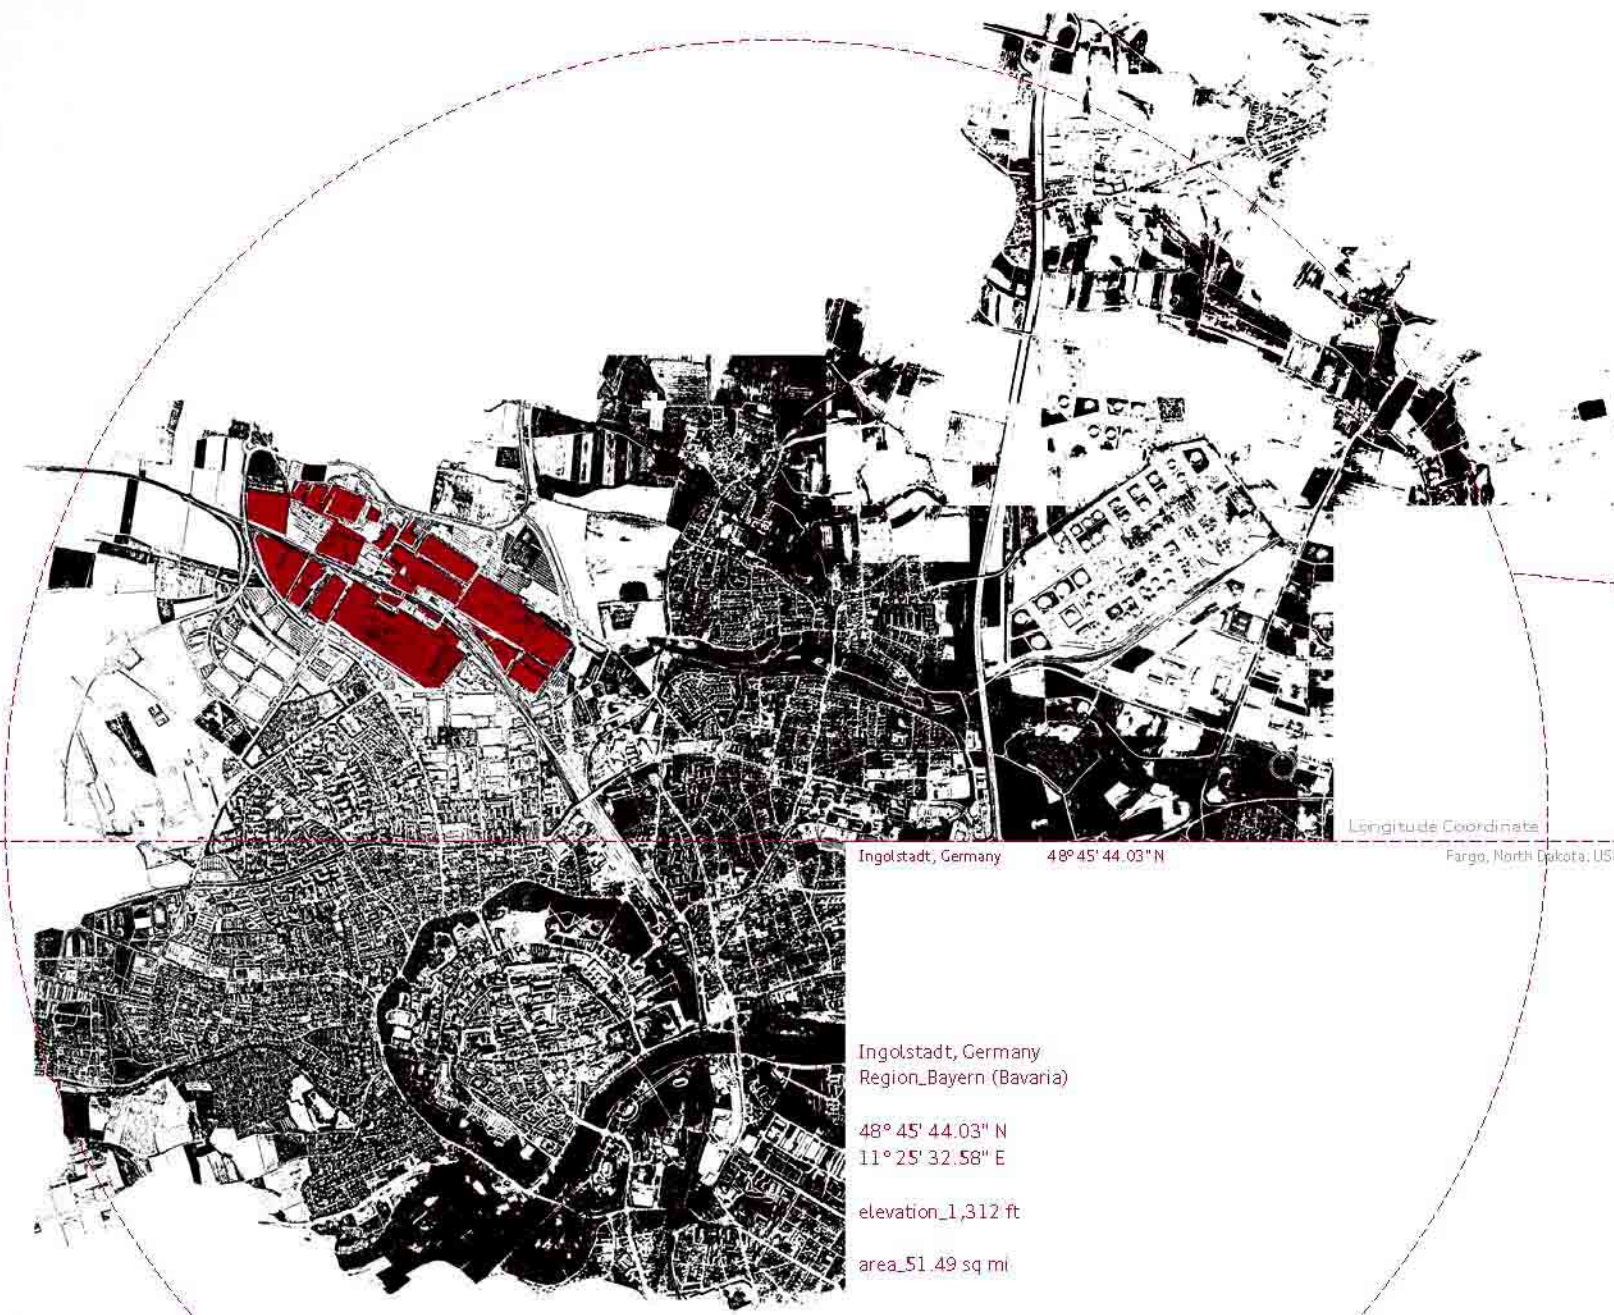 Longitude Coordinate
Ingolstadt, Germany 48° 45' 44.03" N
Fargo, North Dakota. US
Ingolstadt, Germany
Region_Bayern (Bavaria)
48° 45' 44.03" N
11° 25' 32.58" E
elevation_1,312 ft
area_51.49 sq mi